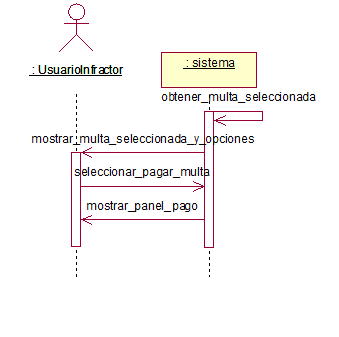 : UsuarioInfractor
: sistema
obtener_multa_seleccionada
mostrar_multa_seleccionada_y_opciones
seleccionar_pagar_multa
mostrar_panel_pago